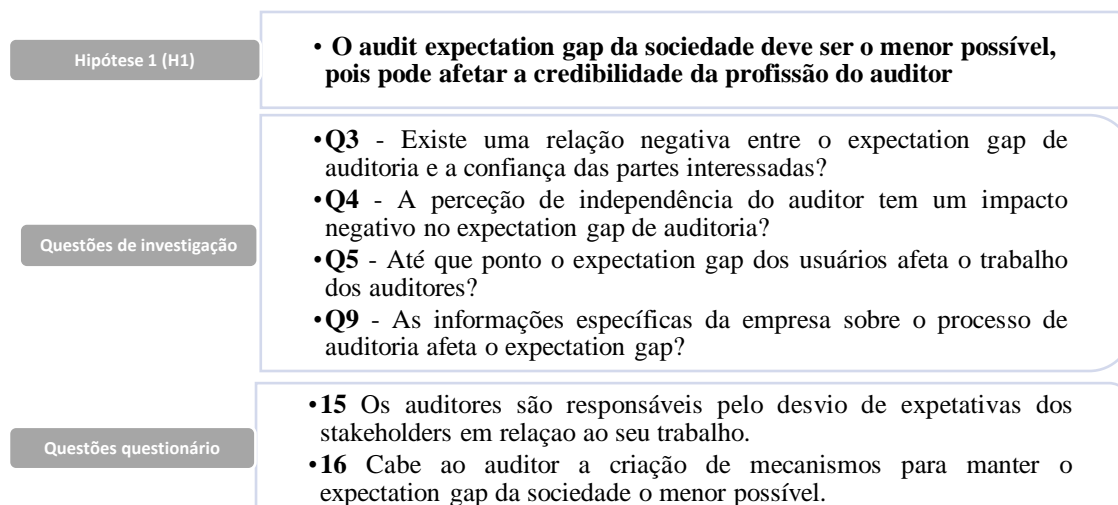 Hipótese 1 (H1)
• O audit expectation gap da sociedade deve ser o menor possível,
pois pode afetar a credibilidade da profissão do auditor
Questões de investigação
•Q3 - Existe uma relação negativa entre o expectation gap de
auditoria e a confiança das partes interessadas?
•Q4 - A perceção de independência do auditor tem um impacto
negativo no expectation gap de auditoria?
•Q5 - Até que ponto o expectation gap dos usuários afeta o trabalho
dos auditores?
•Q9 - As informações específicas da empresa sobre o processo de
auditoria afeta o expectation gap?
Questões questionário
•15 Os auditores são responsáveis pelo desvio de expetativas dos
stakeholders em relaçao ao seu trabalho.
•16 Cabe ao auditor a criação de mecanismos para manter o
expectation gap da sociedade o menor possível.